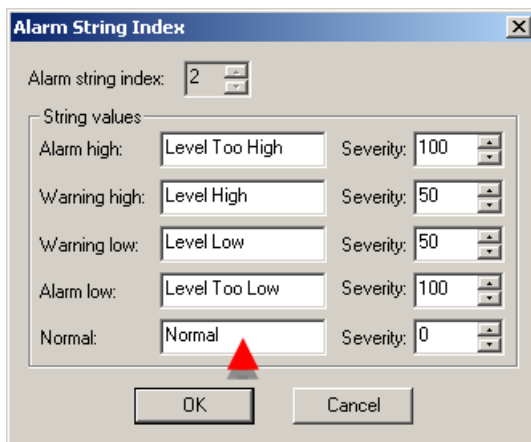 Alarm String Index
Alarm string index: 2
String values
Alarm high: Level Too High Severity: 100
Warning high: Level High Severity: 50
Warning low: Level Low Severity: 50
Alarm low: Level Too Low Severity: 100
Normal: Normal Severity: 0
OK Cancel